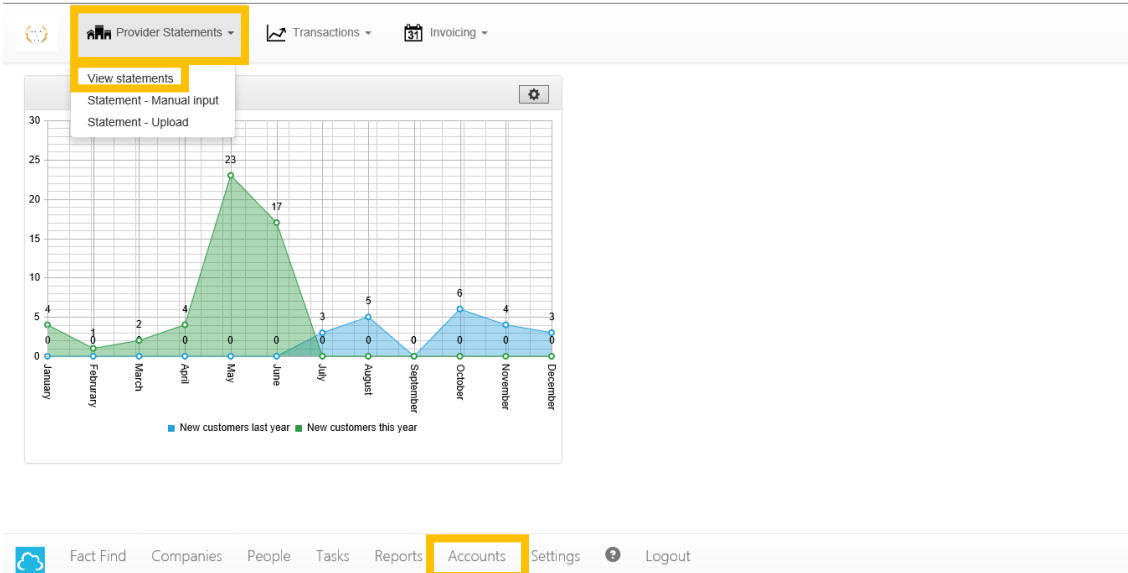 Provider Statements Transactions 31 Invoicing
View statements
Statement - Manual input
Statement - Upload
30
25
20
15
10
5
0
4 1 2 4 23 17 3 5 6 4 3
0 0 0 0 0 0 0 0 0 0 0 0
January Februrary March April May June July August September October November December
New customers last year New customers this year
Fact Find Companies People Tasks Reports Accounts Settings ? Logout